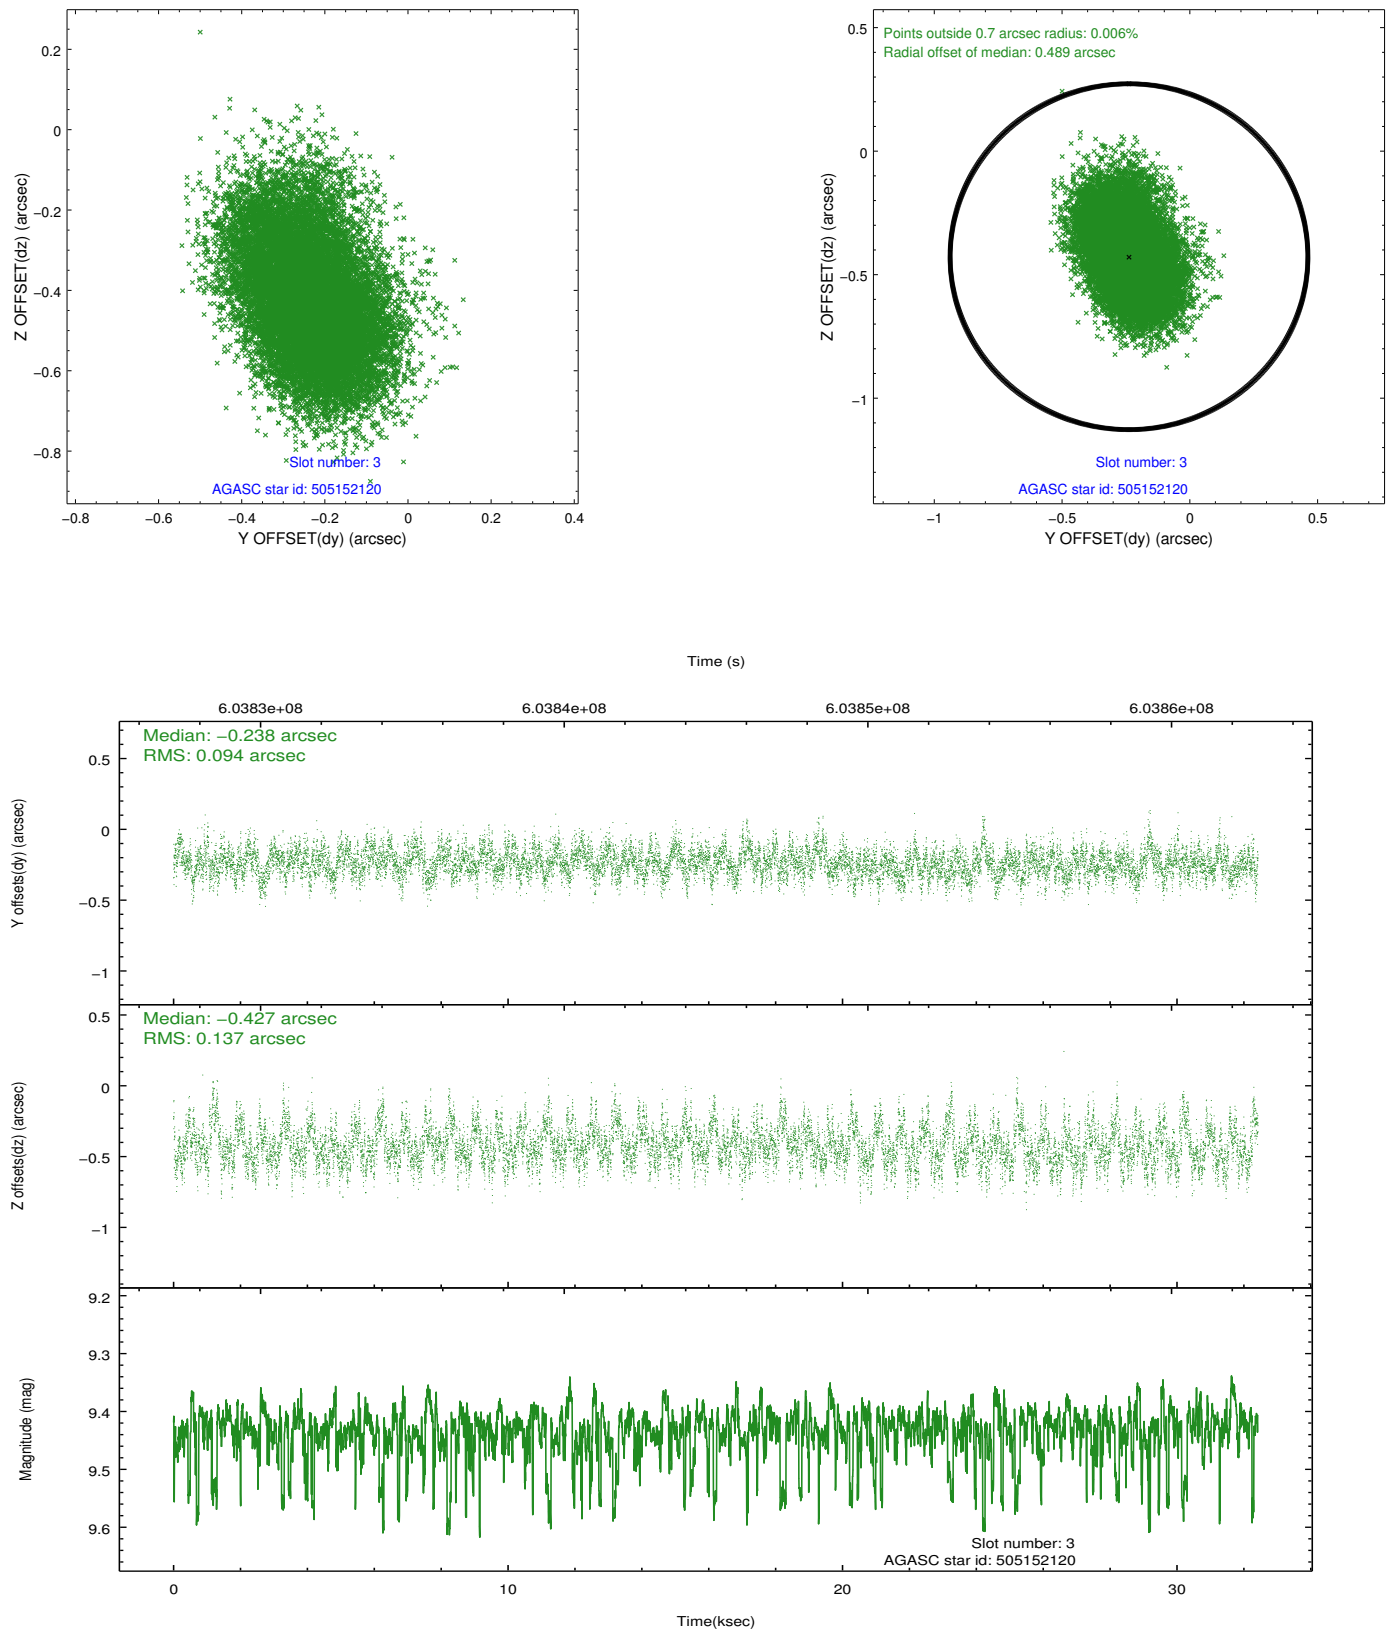 0.2
0
−0.2
−0.4
−0.6
−0.8
Z OFFSET(dz) (arcsec)
Slot number: 3
AGASC star id: 505152120
−0.8 −0.6 −0.4 −0.2 0 0.2 0.4
Y OFFSET(dy) (arcsec)
Points outside 0.7 arcsec radius: 0.006%
Radial offset of median: 0.489 arcsec
0.5
0
−0.5
−1
Z OFFSET(dz) (arcsec)
Slot number: 3
AGASC star id: 505152120
−1 −0.5 0 0.5
Y OFFSET(dy) (arcsec)
Time (s)
6.0383e+08 6.0384e+08 6.0385e+08 6.0386e+08
Median: −0.238 arcsec
RMS: 0.094 arcsec
0.5
0
−0.5
−1
Y offsets(dy) (arcsec)
Median: −0.427 arcsec
RMS: 0.137 arcsec
0.5
0
−0.5
−1
Z offsets(dz) (arcsec)
9.2
9.3
9.4
9.5
9.6
Magnitude (mag)
Slot number: 3
AGASC star id: 505152120
0 10 20 30
Time(ksec)